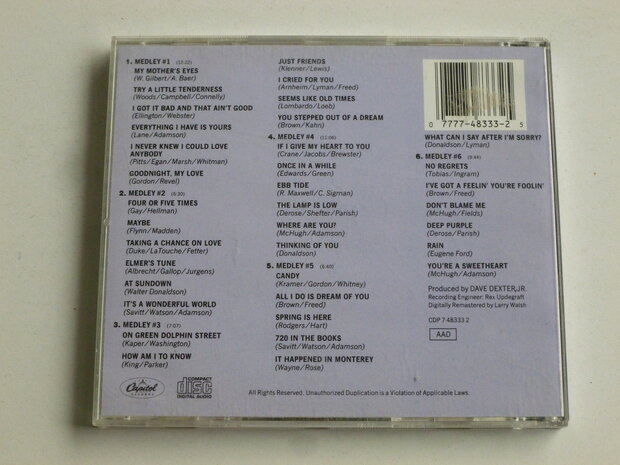 1. MEDLEY #1 (13:22)
MY MOTHER'S EYES
(W. Gilbert/A. Baer)
TRY A LITTLE TENDERNESS
(Woods/Campbell/Connelly)
I GOT IT BAD AND THAT AIN'T GOOD
(Ellington/Webster)
EVERYTHING I HAVE IS YOURS
(Lane/Adamson)
I NEVER KNEW I COULD LOVE
ANYBODY
(Pitts/Egan/Marsh/Whitman)
GOODNIGHT, MY LOVE
(Gordon/Revel)
2. MEDLEY #2 (6:30)
FOUR OR FIVE TIMES
(Gay/Hellman)
MAYBE
(Flynn/Madden)
TAKING A CHANCE ON LOVE
(Duke/LaTouche/Fetter)
ELMER'S TUNE
(Albrecht/Gallop/Jurgens)
AT SUNDOWN
(Walter Donaldson)
IT'S A WONDERFUL WORLD
(Savitt/Watson/Adamson)
3. MEDLEY #3 (7:07)
ON GREEN DOLPHIN STREET
(Kaper/Washington)
HOW AM I TO KNOW
(King/Parker)
JUST FRIENDS
(Klenner/Lewis)
I CRIED FOR YOU
(Arnheim/Lyman/Freed)
SEEMS LIKE OLD TIMES
(Lombardo/Loeb)
YOU STEPPED OUT OF A DREAM
(Brown/Kahn)
4. MEDLEY #4 (11:06)
IF I GIVE MY HEART TO YOU
(Crane/Jacobs/Brewster)
ONCE IN A WHILE
(Edwards/Green)
EBB TIDE
(R. Maxwell/C. Sigman)
THE LAMP IS LOW
(Derose/Shefter/Parish)
WHERE ARE YOU?
(McHugh/Adamson)
THINKING OF YOU
(Donaldson)
5. MEDLEY #5 (6:40)
CANDY
(Kramer/Gordon/Whitney)
ALL I DO IS DREAM OF YOU
(Brown/Freed)
SPRING IS HERE
(Rodgers/Hart)
720 IN THE BOOKS
(Savitt/Watson/Adamson)
IT HAPPENED IN MONTEREY
(Wayne/Rose)
0 7777-48333-2 5
WHAT CAN I SAY AFTER I'M SORRY?
(Donaldson/Lyman)
6. MEDLEY #6 (9:44)
NO REGRETS
(Tobias/Ingram)
I'VE GOT A FEELIN' YOU'RE FOOLIN'
(Brown/Freed)
DON'T BLAME ME
(McHugh/Fields)
DEEP PURPLE
(Derose/Parish)
RAIN
(Eugene Ford)
YOU'RE A SWEETHEART
(McHugh/Adamson)
Produced by DAVE DEXTER, JR.
Recording Engineer: Rex Updegraft
Digitally Remastered by Larry Walsh
CDP 7 48333 2
AAD
Capitol
RECORDS
COMPACT
disc
DIGITAL AUDIO
All Rights Reserved. Unauthorized Duplication is a Violation of Applicable Laws.